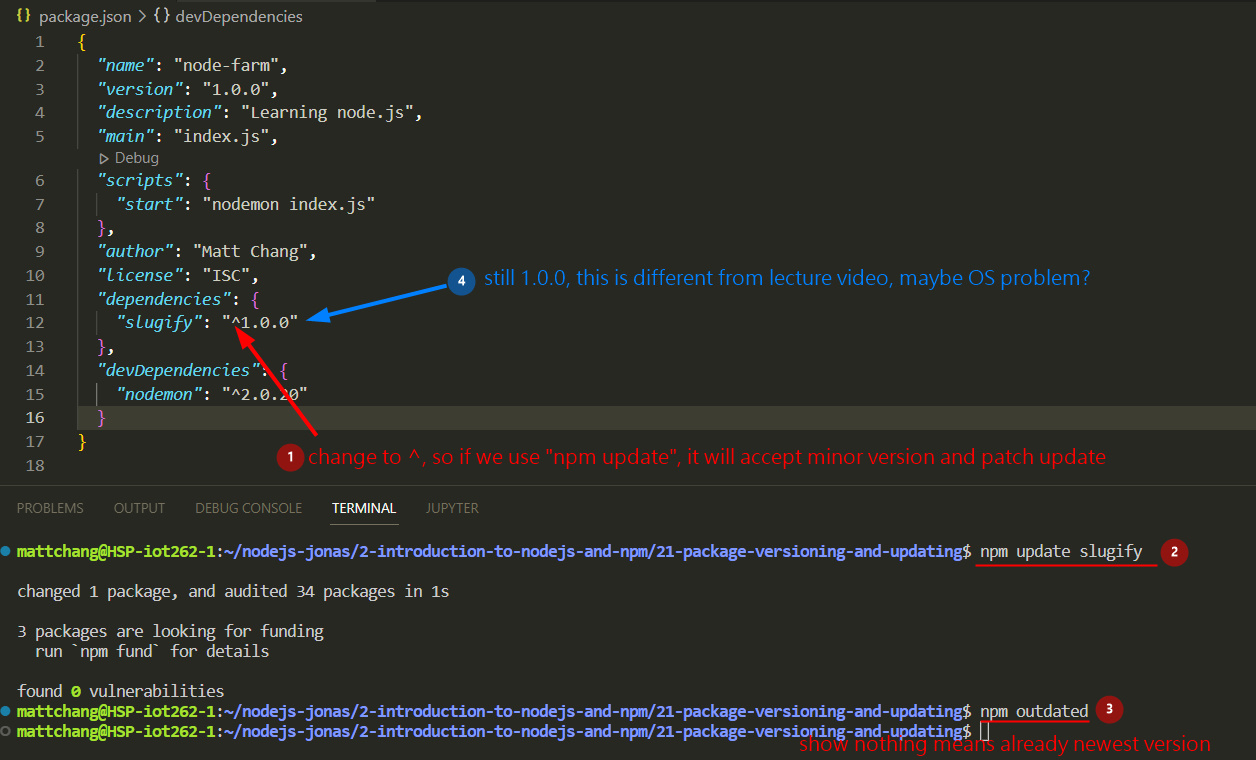 {} package.json > {} devDependencies
1 {
2 "name": "node-farm",
3 "version": "1.0.0",
4 "description": "Learning node.js",
5 "main": "index.js",
Debug
6 "scripts": {
7 "start": "nodemon index.js"
8 },
9 "author": "Matt Chang",
10 "license": "ISC",
4 still 1.0.0, this is different from lecture video, maybe OS problem?
11 "dependencies": {
12 "slugify": "^1.0.0"
13 },
14 "devDependencies": {
15 "nodemon": "^2.0.20"
16 }
17 }
1 change to ^, so if we use "npm update", it will accept minor version and patch update
18
PROBLEMS OUTPUT DEBUG CONSOLE TERMINAL JUPYTER
mattchang@HSP-iot262-1:~/nodejs-jonas/2-introduction-to-nodejs-and-npm/21-package-versioning-and-updating$ npm update slugify 2
changed 1 package, and audited 34 packages in 1s
3 packages are looking for funding
run `npm fund` for details
found 0 vulnerabilities
mattchang@HSP-iot262-1:~/nodejs-jonas/2-introduction-to-nodejs-and-npm/21-package-versioning-and-updating$ npm outdated 3
mattchang@HSP-iot262-1:~/nodejs-jonas/2-introduction-to-nodejs-and-npm/21-package-versioning-and-updating$
show nothing means already newest version